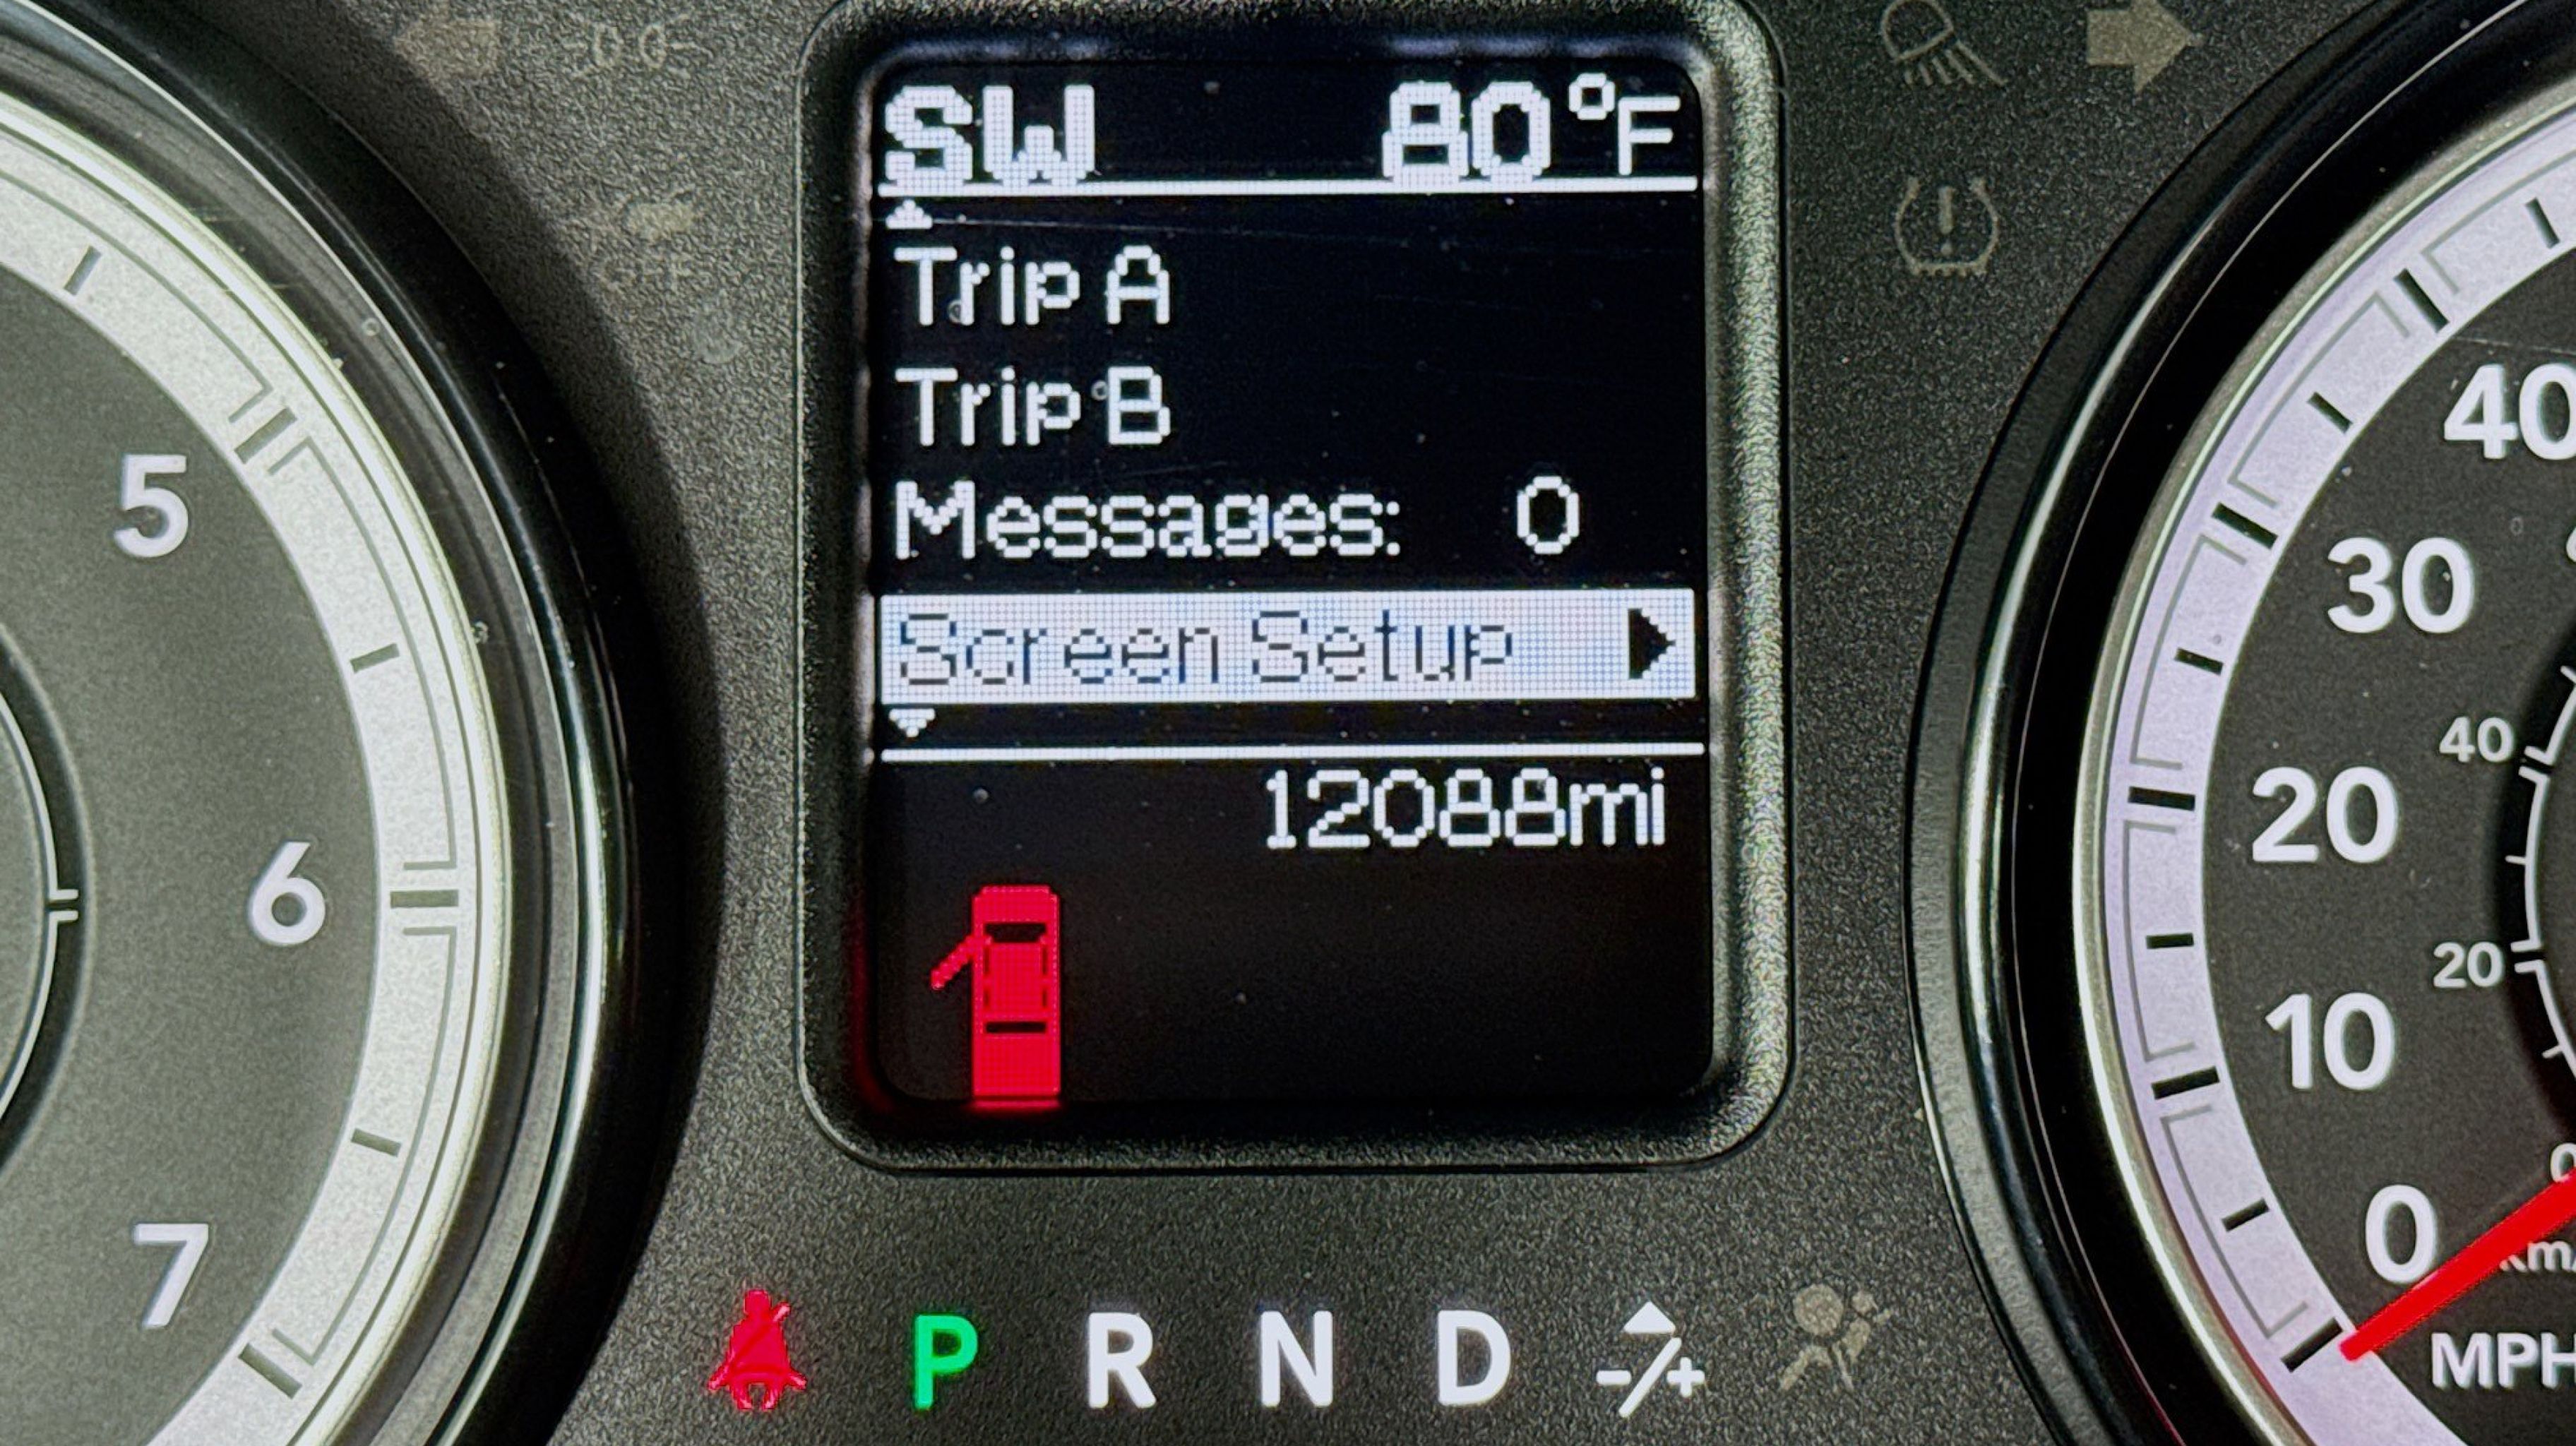 SW 80°F
Trip A
Trip B
Messages: 0
Screen Setup
12088mi
P R N D -/+
5
6
7
40
30
20
10
0
40
20
0
MPH